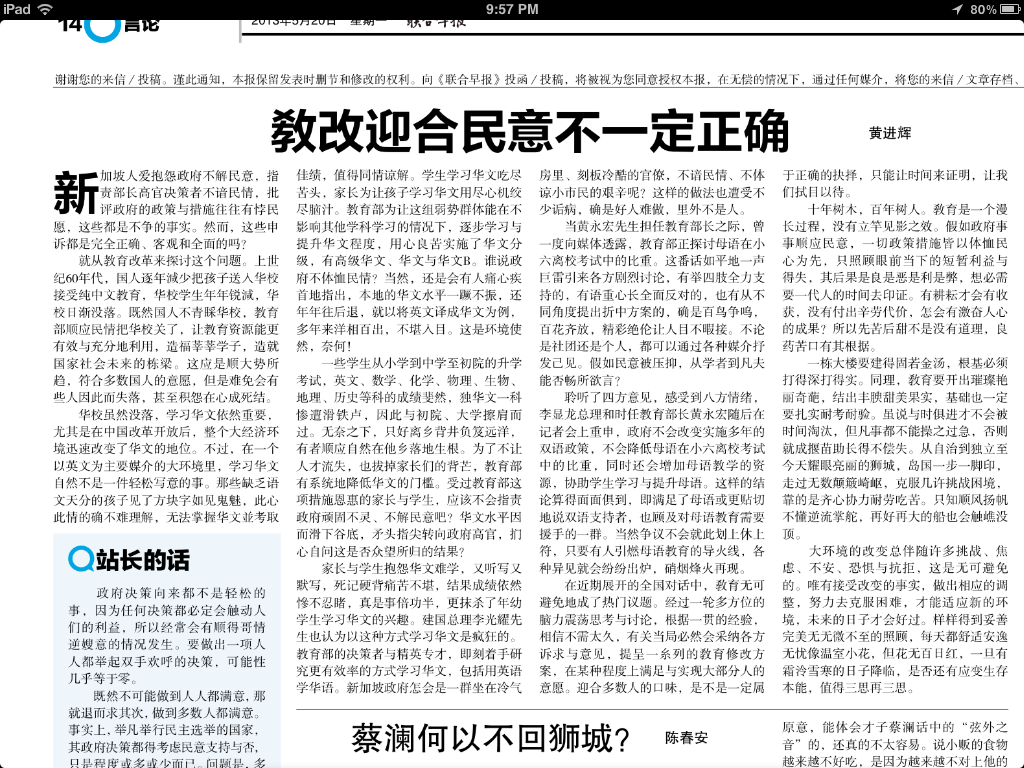 iPad 9:57 PM 80%
14 言论 2013年5月20日 星期一 联合早报
谢谢您的来信/投稿。谨此通知，本报保留发表时删节和修改的权利。向《联合早报》投函/投稿，将被视为您同意授权本报，在无偿的情况下，通过任何媒介，将您的来信/文章存档、
教改迎合民意不一定正确
黄进辉
新加坡人爱抱怨政府不解民意，指
责部长高官决策者不谙民情，批
评政府的政策与措施往往有悖民
愿，这些都是不争的事实。然而，这些申
诉都是完全正确、客观和全面的吗？
就从教育改革来探讨这个问题。上世
纪60年代，国人逐年减少把孩子送入华校
接受纯中文教育，华校学生年年锐减，华
校日渐没落。既然国人不青睐华校，教育
部顺应民情把华校关了，让教育资源能更
有效与充分地利用，造福莘莘学子，造就
国家社会未来的栋梁。这应是顺大势所
趋，符合多数国人的意愿，但是难免会有
些人因此而失落，甚至积怨在心成死结。
华校虽然没落，学习华文依然重要，
尤其是在中国改革开放后，整个大经济环
境迅速改变了华文的地位。不过，在一个
以英文为主要媒介的大环境里，学习华文
自然不是一件轻松写意的事。那些缺乏语
文天分的孩子见了方块字如见鬼魅，此心
此情的确不难理解，无法掌握华文並考取
佳绩，值得同情谅解。学生学习华文吃尽
苦头，家长为让孩子学习华文用尽心机绞
尽脑汁。教育部为让这组弱势群体能在不
影响其他学科学习的情况下，逐步学习与
提升华文程度，用心良苦实施了华文分
级，有高级华文、华文与华文B。谁说政
府不体恤民情？当然，还是会有人痛心疾
首地指出，本地的华文水平一蹶不振，还
年年往后退，就以将英文译成华文为例，
多年来洋相百出，不堪入目。这是环境使
然，奈何！
一些学生从小学到中学至初院的升学
考试，英文、数学、化学、物理、生物、
地理、历史等科的成绩斐然，独华文一科
惨遭滑铁卢，因此与初院、大学擦肩而
过。无奈之下，只好离乡背井负笈远洋，
有者顺应自然在他乡落地生根。为了不让
人才流失，也拔掉家长们的背芒，教育部
有系统地降低华文的门槛。受过教育部这
项措施恩惠的家长与学生，应该不会指责
政府顽固不灵、不解民意吧？华文水平因
而滑下谷底，矛头指尖转向政府高官，扪
心自问这是否众望所归的结果？
家长与学生抱怨华文难学，又听写又
默写，死记硬背痛苦不堪，结果成绩依然
惨不忍睹，真是事倍功半，更抹杀了年幼
学生学习华文的兴趣。建国总理李光耀先
生也认为以这种方式学习华文是疯狂的。
教育部的决策者与精英专才，即刻着手研
究更有效率的方式学习华文，包括用英语
学华语。新加坡政府怎会是一群坐在冷气
房里、刻板冷酷的官僚，不谙民情、不体
谅小市民的艰辛呢？这样的做法也遭受不
少诟病，确是好人难做，里外不是人。
当黄永宏先生担任教育部长之际，曾
一度向媒体透露，教育部正探讨母语在小
六离校考试中的比重。这番话如平地一声
巨雷引来各方剧烈讨论，有举四肢全力支
持的，有语重心长全面反对的，也有从不
同角度提出折中方案的，确是百鸟争鸣，
百花齐放，精彩绝伦让人目不暇接。不论
是社团还是个人，都可以通过各种媒介抒
发己见。假如民意被压抑，从学者到凡夫
能否畅所欲言？
聆听了四方意见，感受到八方情绪，
李显龙总理和时任教育部长黄永宏随后在
记者会上重申，政府不会改变实施多年的
双语政策，不会降低母语在小六离校考试
中的比重，同时还会增加母语教学的资
源，协助学生学习与提升母语。这样的结
论算得面面俱到，即满足了母语或更贴切
地说双语支持者，也顾及对母语教育需要
援手的一群。当然争议不会就此划上休上
符，只要有人引燃母语教育的导火线，各
种异见就会纷纷出炉，硝烟烽火再现。
在近期展开的全国对话中，教育无可
避免地成了热门议题。经过一轮多方位的
脑力震荡思考与讨论，根据一贯的经验，
相信不需太久，有关当局必然会采纳各方
诉求与意见，提呈一系列的教育修改方
案，在某种程度上满足与实现大部分人的
意愿。迎合多数人的口味，是不是一定属
于正确的抉择，只能让时间来证明，让我
们拭目以待。
十年树木，百年树人。教育是一个漫
长过程，没有立竿见影之效。假如政府事
事顺应民意，一切政策措施皆以体恤民
心为先，只照顾眼前当下的短暂利益与
得失，其后果是良是恶是利是弊，想必需
要一代人的时间去印证。有耕耘才会有收
获，没有付出辛劳代价，怎会有激奋人心
的成果？所以先苦后甜不是没有道理，良
药苦口有其根据。
一栋大楼要建得固若金汤，根基必须
打得深打得实。同理，教育要开出璀璨艳
丽奇葩，结出丰腴甜美果实，基础也一定
要扎实耐考耐验。虽说与时俱进才不会被
时间淘汰，但凡事都不能操之过急，否则
就成揠苗助长得不偿失。从自治到独立至
今天耀眼亮丽的狮城，岛国一步一脚印，
走过无数颠簸崎岖，克服几许挑战困境，
靠的是齐心协力耐劳吃苦。只知顺风扬帆
不懂逆流掌舵，再好再大的船也会触礁没
顶。
大环境的改变总伴随许多挑战、焦
虑、不安、恐惧与抗拒，这是无可避免
的。唯有接受改变的事实，做出相应的调
整，努力去克服困难，才能适应新的环
境，未来的日子才会好过。样样得到妥善
完美无无微不至的照顾，每天都舒适安逸
无忧像温室小花，但花无百日红，一旦有
霜泠雪寒的日子降临，是否还有应变生存
本能，值得三思再三思。
站长的话
政府决策向来都不是轻松的
事，因为任何决策都必定会触动人
们的利益，所以经常会有顺得哥情
逆嫂意的情况发生。要做出一项人
人都举起双手欢呼的决策，可能性
几乎等于零。
既然不可能做到人人都满意，那
就退而求其次，做到多数人都满意。
事实上，举凡举行民主选举的国家，
其政府决策都得考虑民意支持与否，
只是程度或多或少而已。问题是，多
蔡澜何以不回狮城？
陈春安
原意，能体会才子蔡澜话中的“弦外之
音”的，还真的不太容易。说小贩的食物
越来越不好吃，是因为越来越不对上他的